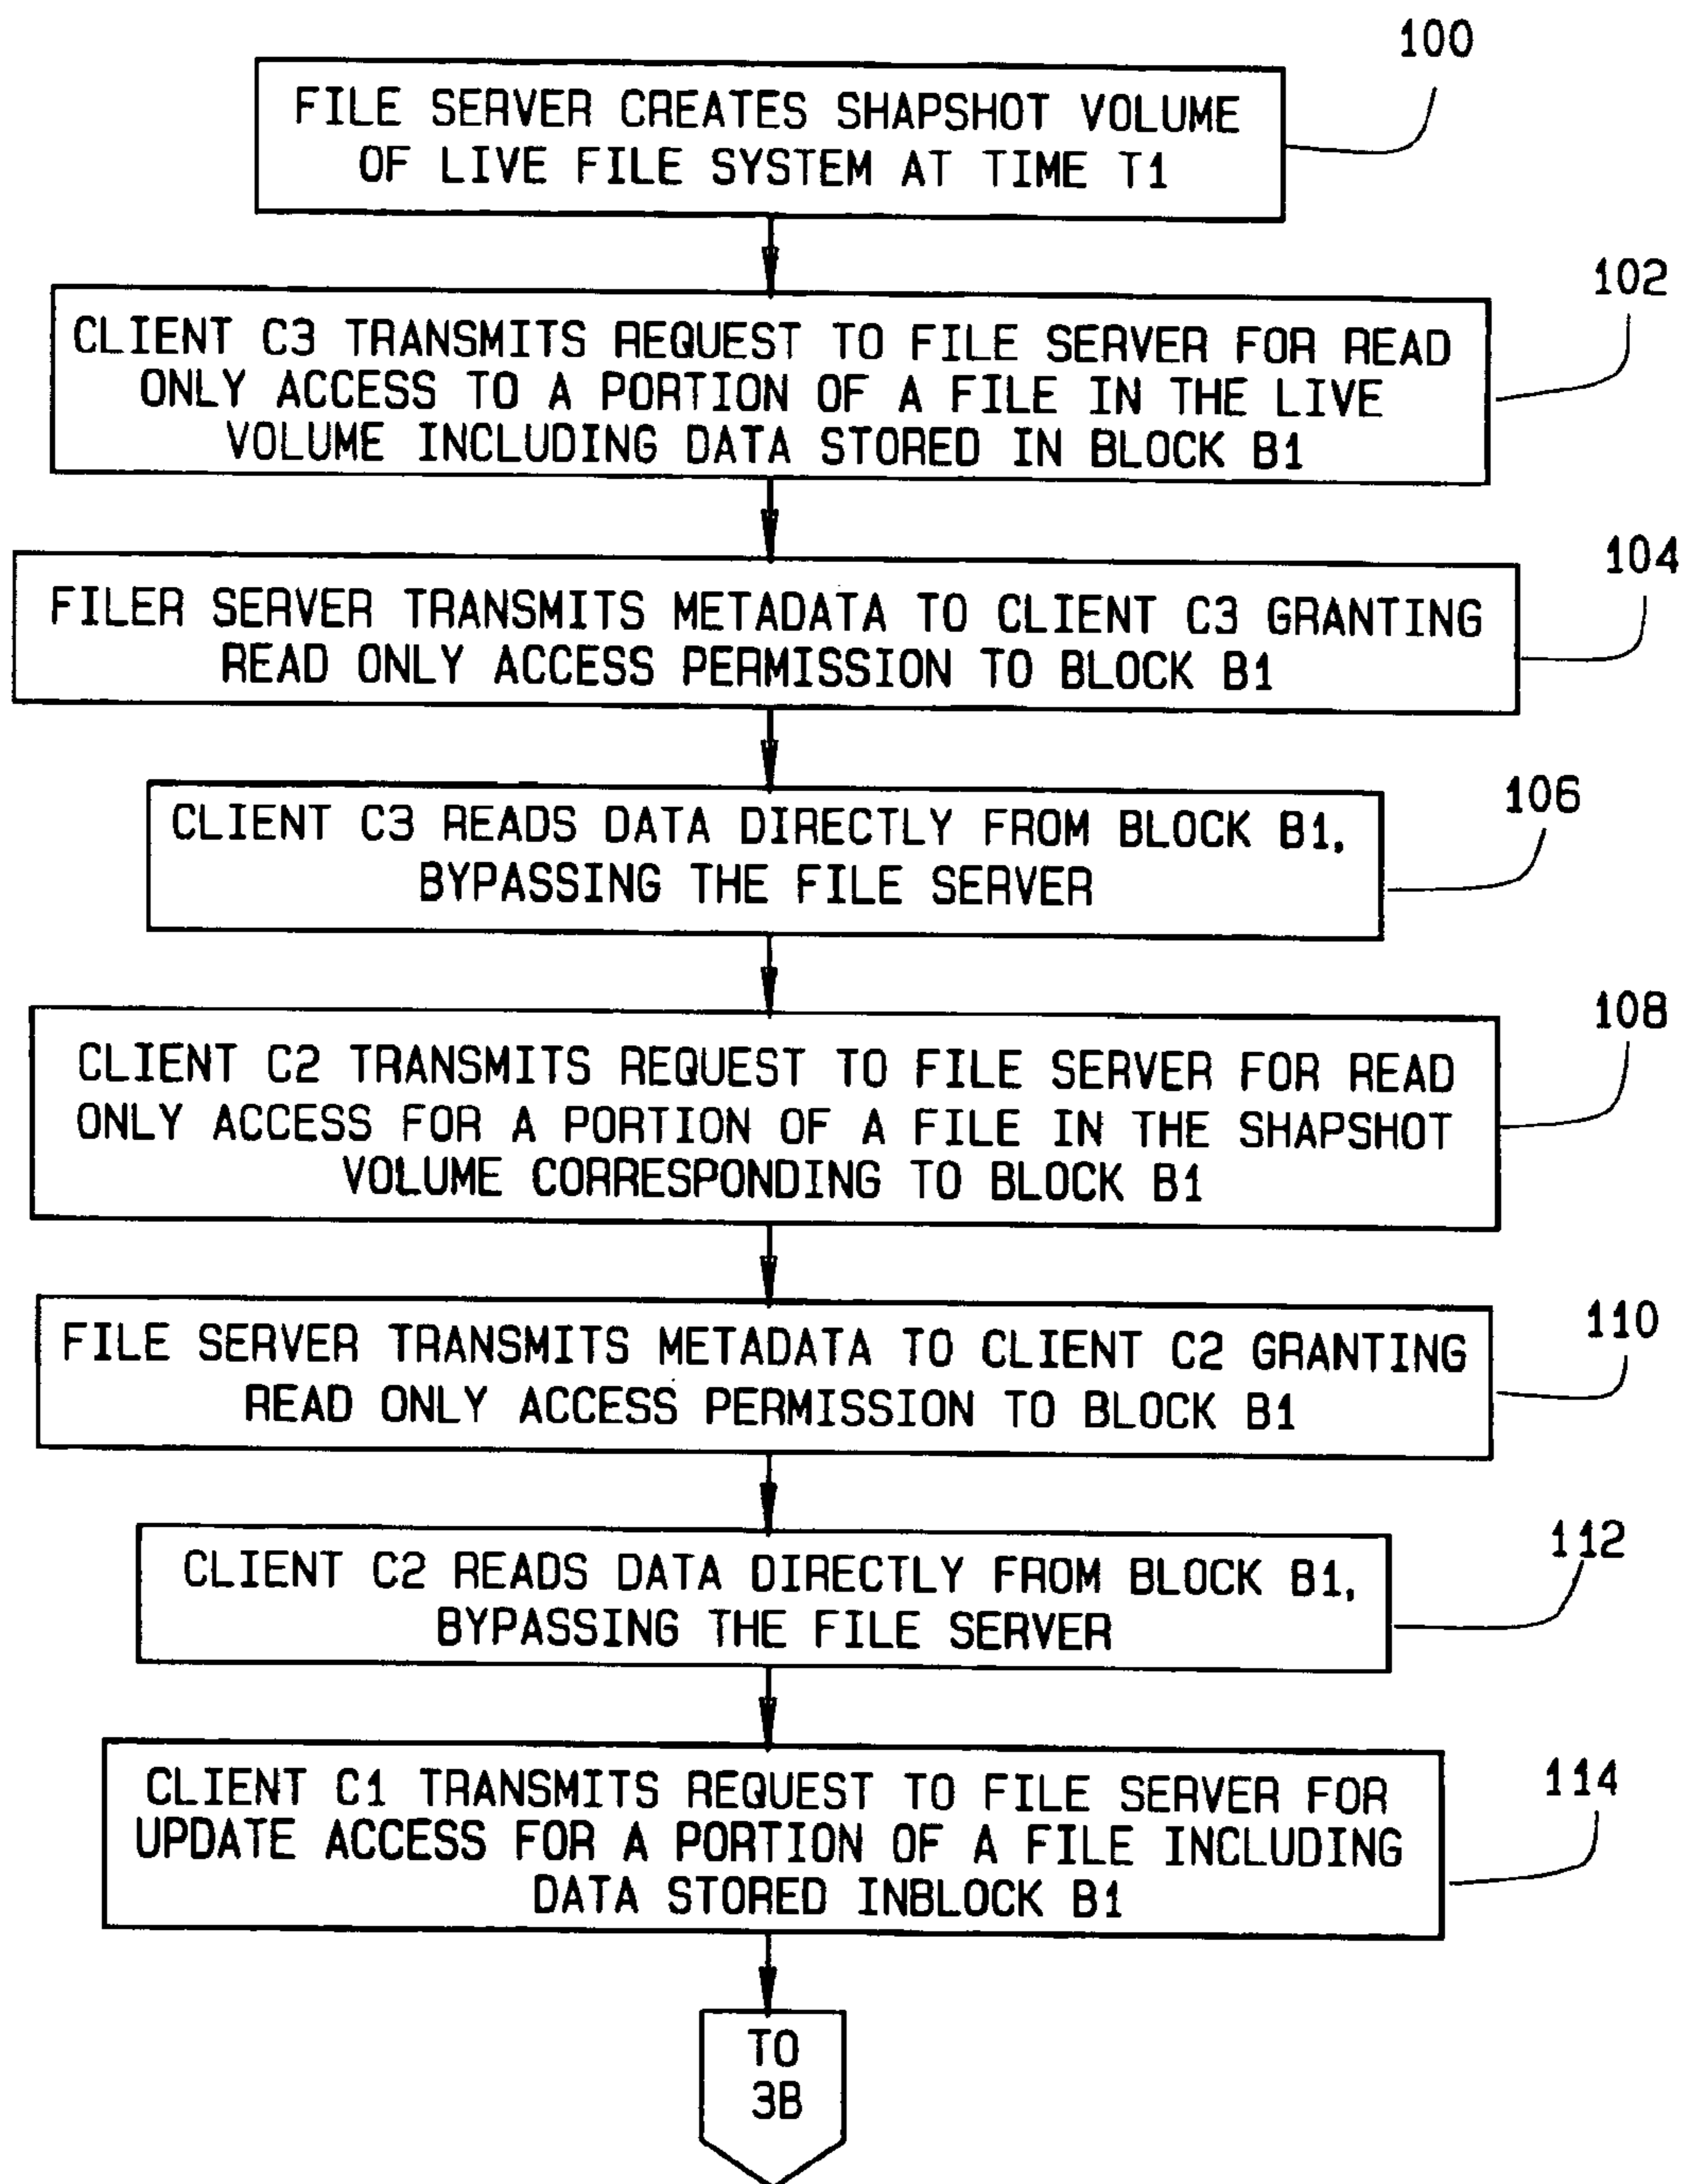 100
FILE SERVER CREATES SHAPSHOT VOLUME
OF LIVE FILE SYSTEM AT TIME T1
102
CLIENT C3 TRANSMITS REQUEST TO FILE SERVER FOR READ
ONLY ACCESS TO A PORTION OF A FILE IN THE LIVE
VOLUME INCLUDING DATA STORED IN BLOCK B1
104
FILER SERVER TRANSMITS METADATA TO CLIENT C3 GRANTING
READ ONLY ACCESS PERMISSION TO BLOCK B1
106
CLIENT C3 READS DATA DIRECTLY FROM BLOCK B1,
BYPASSING THE FILE SERVER
108
CLIENT C2 TRANSMITS REQUEST TO FILE SERVER FOR READ
ONLY ACCESS FOR A PORTION OF A FILE IN THE SHAPSHOT
VOLUME CORRESPONDING TO BLOCK B1
110
FILE SERVER TRANSMITS METADATA TO CLIENT C2 GRANTING
READ ONLY ACCESS PERMISSION TO BLOCK B1
112
CLIENT C2 READS DATA DIRECTLY FROM BLOCK B1,
BYPASSING THE FILE SERVER
114
CLIENT C1 TRANSMITS REQUEST TO FILE SERVER FOR
UPDATE ACCESS FOR A PORTION OF A FILE INCLUDING
DATA STORED INBLOCK B1
TO
3B